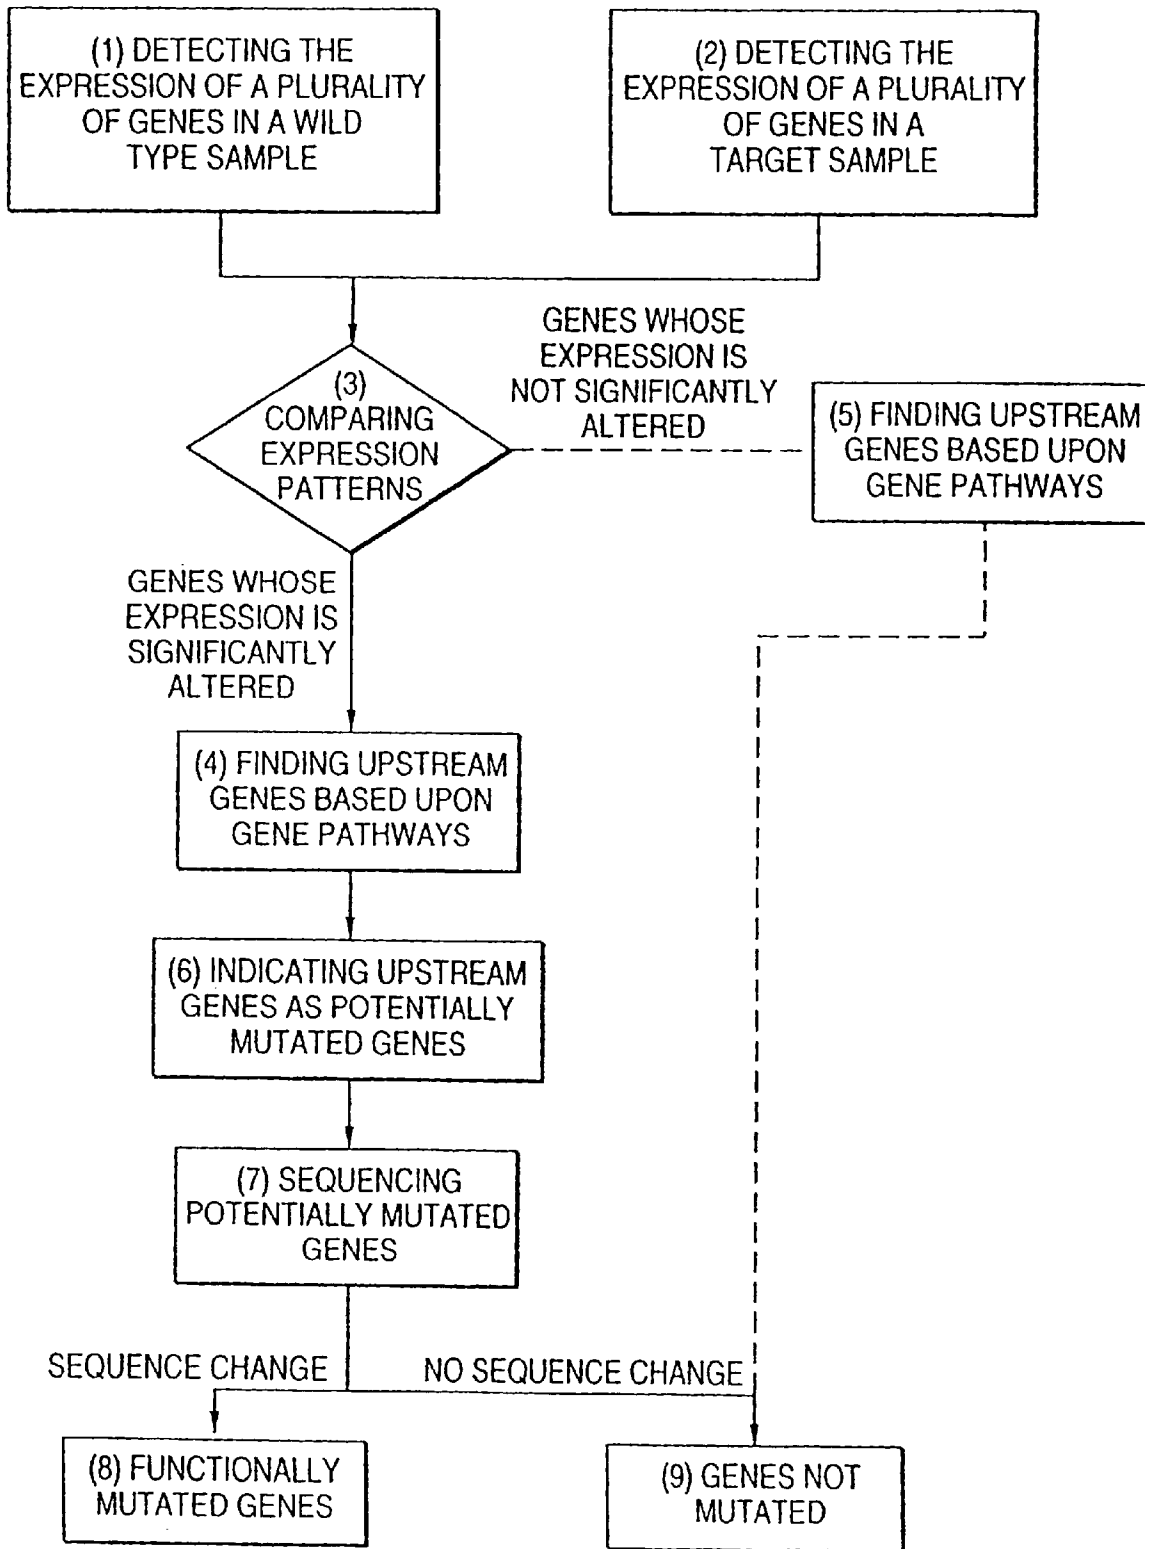 (1) DETECTING THE
EXPRESSION OF A PLURALITY
OF GENES IN A WILD
TYPE SAMPLE
(2) DETECTING THE
EXPRESSION OF A PLURALITY
OF GENES IN A
TARGET SAMPLE
(3)
COMPARING
EXPRESSION
PATTERNS
GENES WHOSE
EXPRESSION IS
NOT SIGNIFICANTLY
ALTERED
(5) FINDING UPSTREAM
GENES BASED UPON
GENE PATHWAYS
GENES WHOSE
EXPRESSION IS
SIGNIFICANTLY
ALTERED
(4) FINDING UPSTREAM
GENES BASED UPON
GENE PATHWAYS
(6) INDICATING UPSTREAM
GENES AS POTENTIALLY
MUTATED GENES
(7) SEQUENCING
POTENTIALLY MUTATED
GENES
SEQUENCE CHANGE
NO SEQUENCE CHANGE
(8) FUNCTIONALLY
MUTATED GENES
(9) GENES NOT
MUTATED